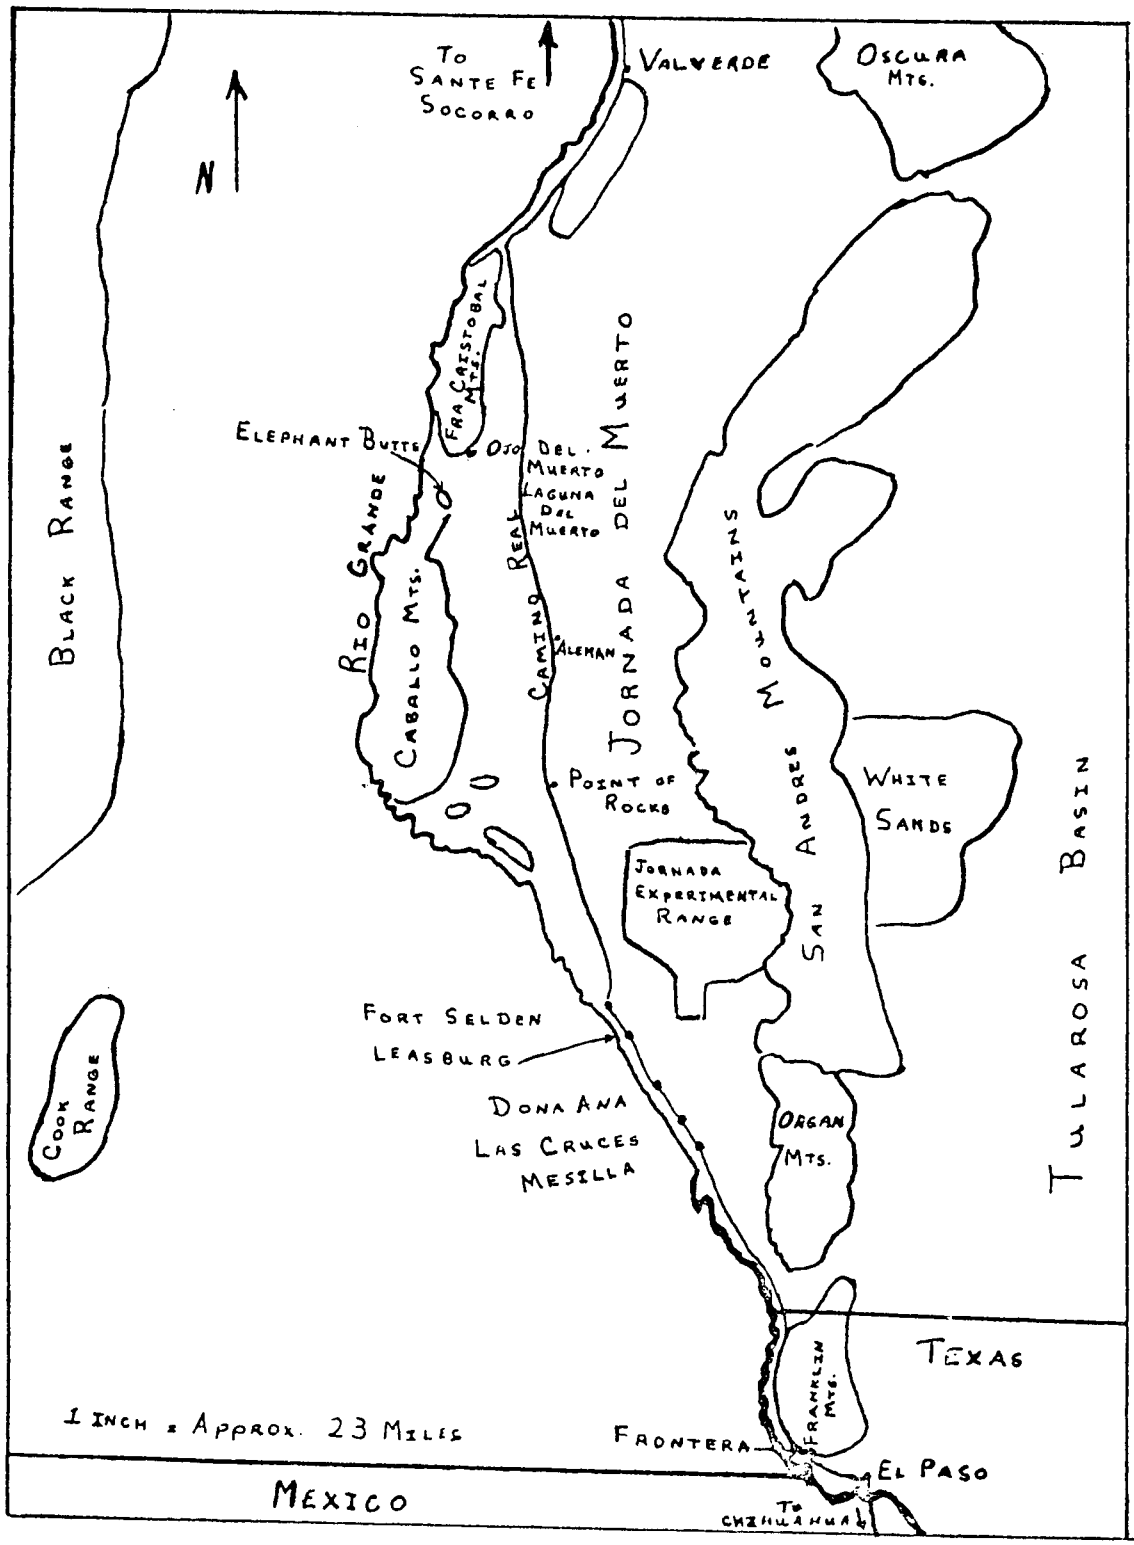 To
Sante Fe
Socorro
Valverde
Oscura
Mts.
N
Fra Cristobal
Mts.
Elephant Butte
Ojo Del
Muerto
Laguna
Del
Muerto
Rio Grande
Black Range
Caballo Mts.
Camino Real
Aleman
Jornada del Muerto
San Andres Mountains
Point of
Rocks
White
Sands
Jornada
Experimental
Range
Tularosa Basin
Fort Selden
Leasburg
Dona Ana
Las Cruces
Mesilla
Cook
Range
Organ
Mts.
Texas
Franklin
Mts.
1 inch = Approx. 23 Miles
Frontera
El Paso
Mexico
To
Chihuahua